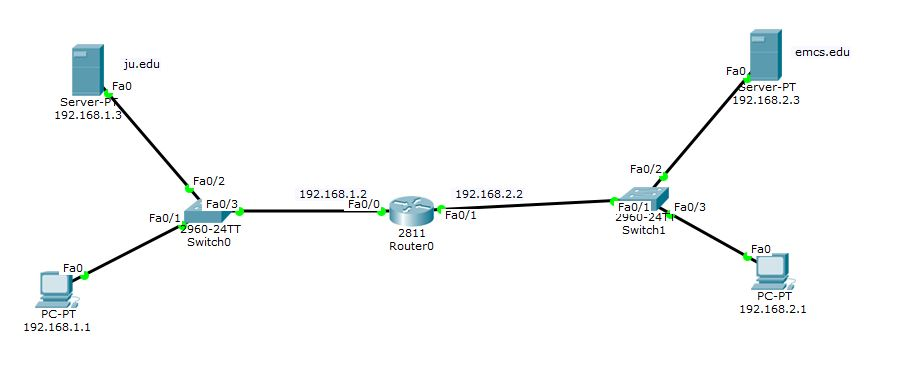 ju.edu
Fa0
Server-PT
192.168.1.3
emcs.edu
Fa0
Server-PT
192.168.2.3
Fa0/2
Fa0/3
Fa0/1
2960-24TT
Switch0
192.168.1.2
Fa0/0
192.168.2.2
Fa0/1
2811
Router0
Fa0/2
Fa0/1
Fa0/3
2960-24TT
Switch1
Fa0
PC-PT
192.168.1.1
Fa0
PC-PT
192.168.2.1